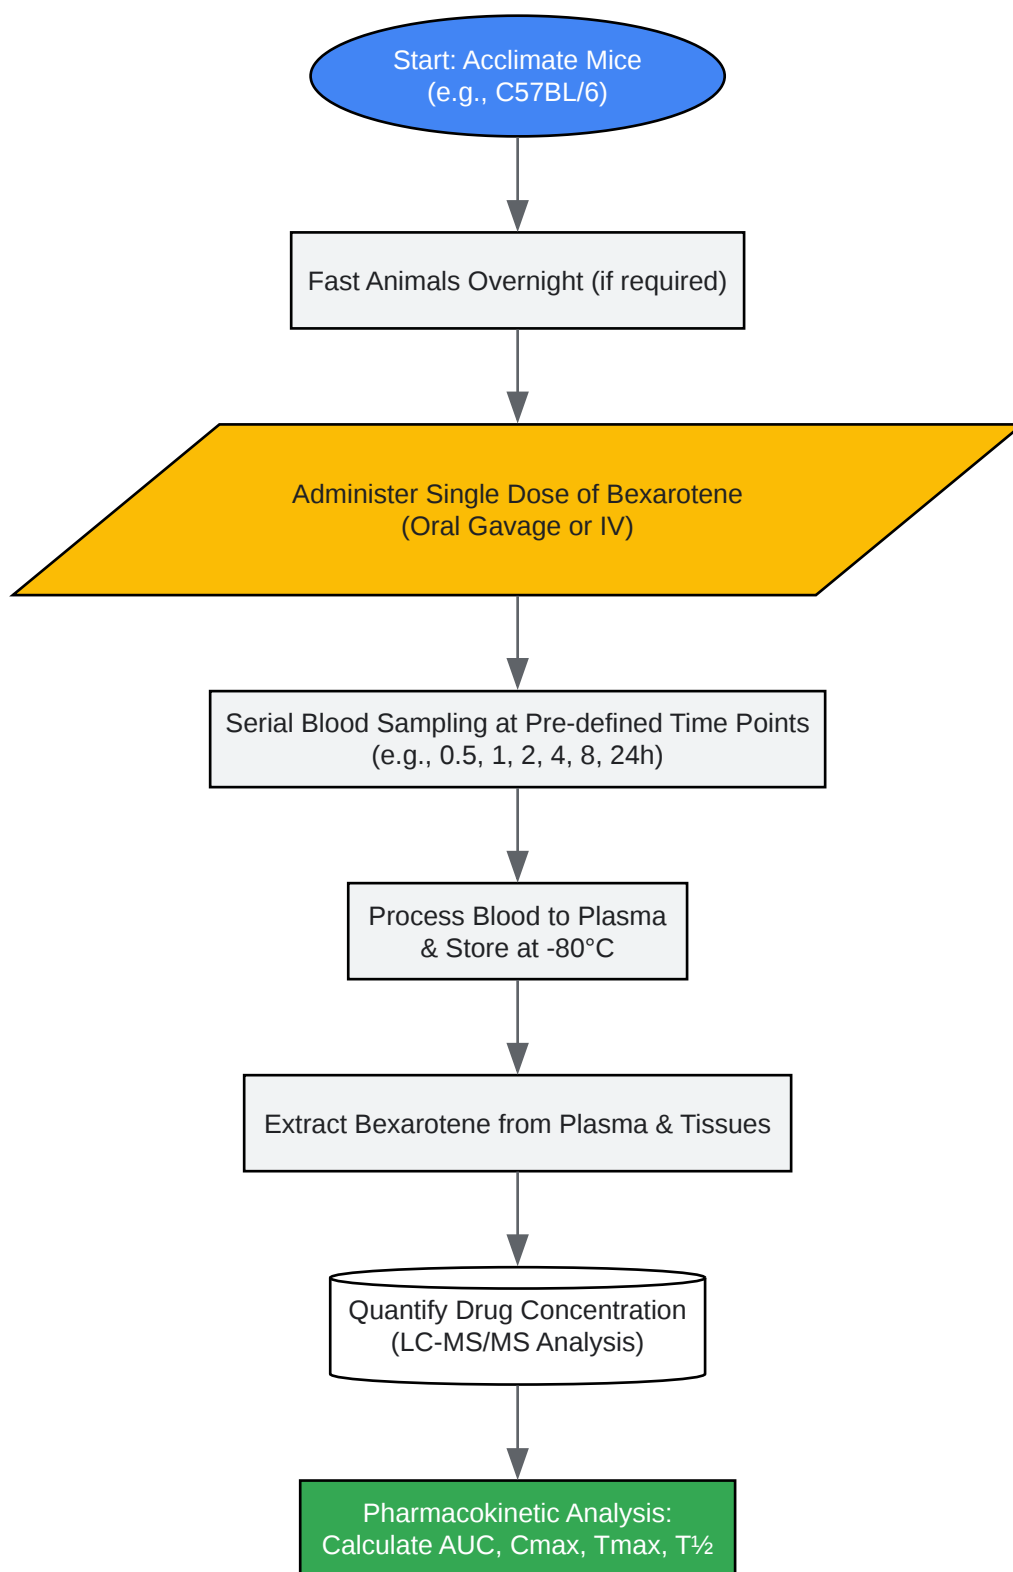 Start: Acclimate Mice
(e.g., C57BL/6)
Fast Animals Overnight (if required)
Administer Single Dose of Bexarotene
(Oral Gavage or IV)
Serial Blood Sampling at Pre-defined Time Points
(e.g., 0.5, 1, 2, 4, 8, 24h)
Process Blood to Plasma
& Store at -80°C
Extract Bexarotene from Plasma & Tissues
Quantify Drug Concentration
(LC-MS/MS Analysis)
Pharmacokinetic Analysis:
Calculate AUC, Cmax, Tmax, T½